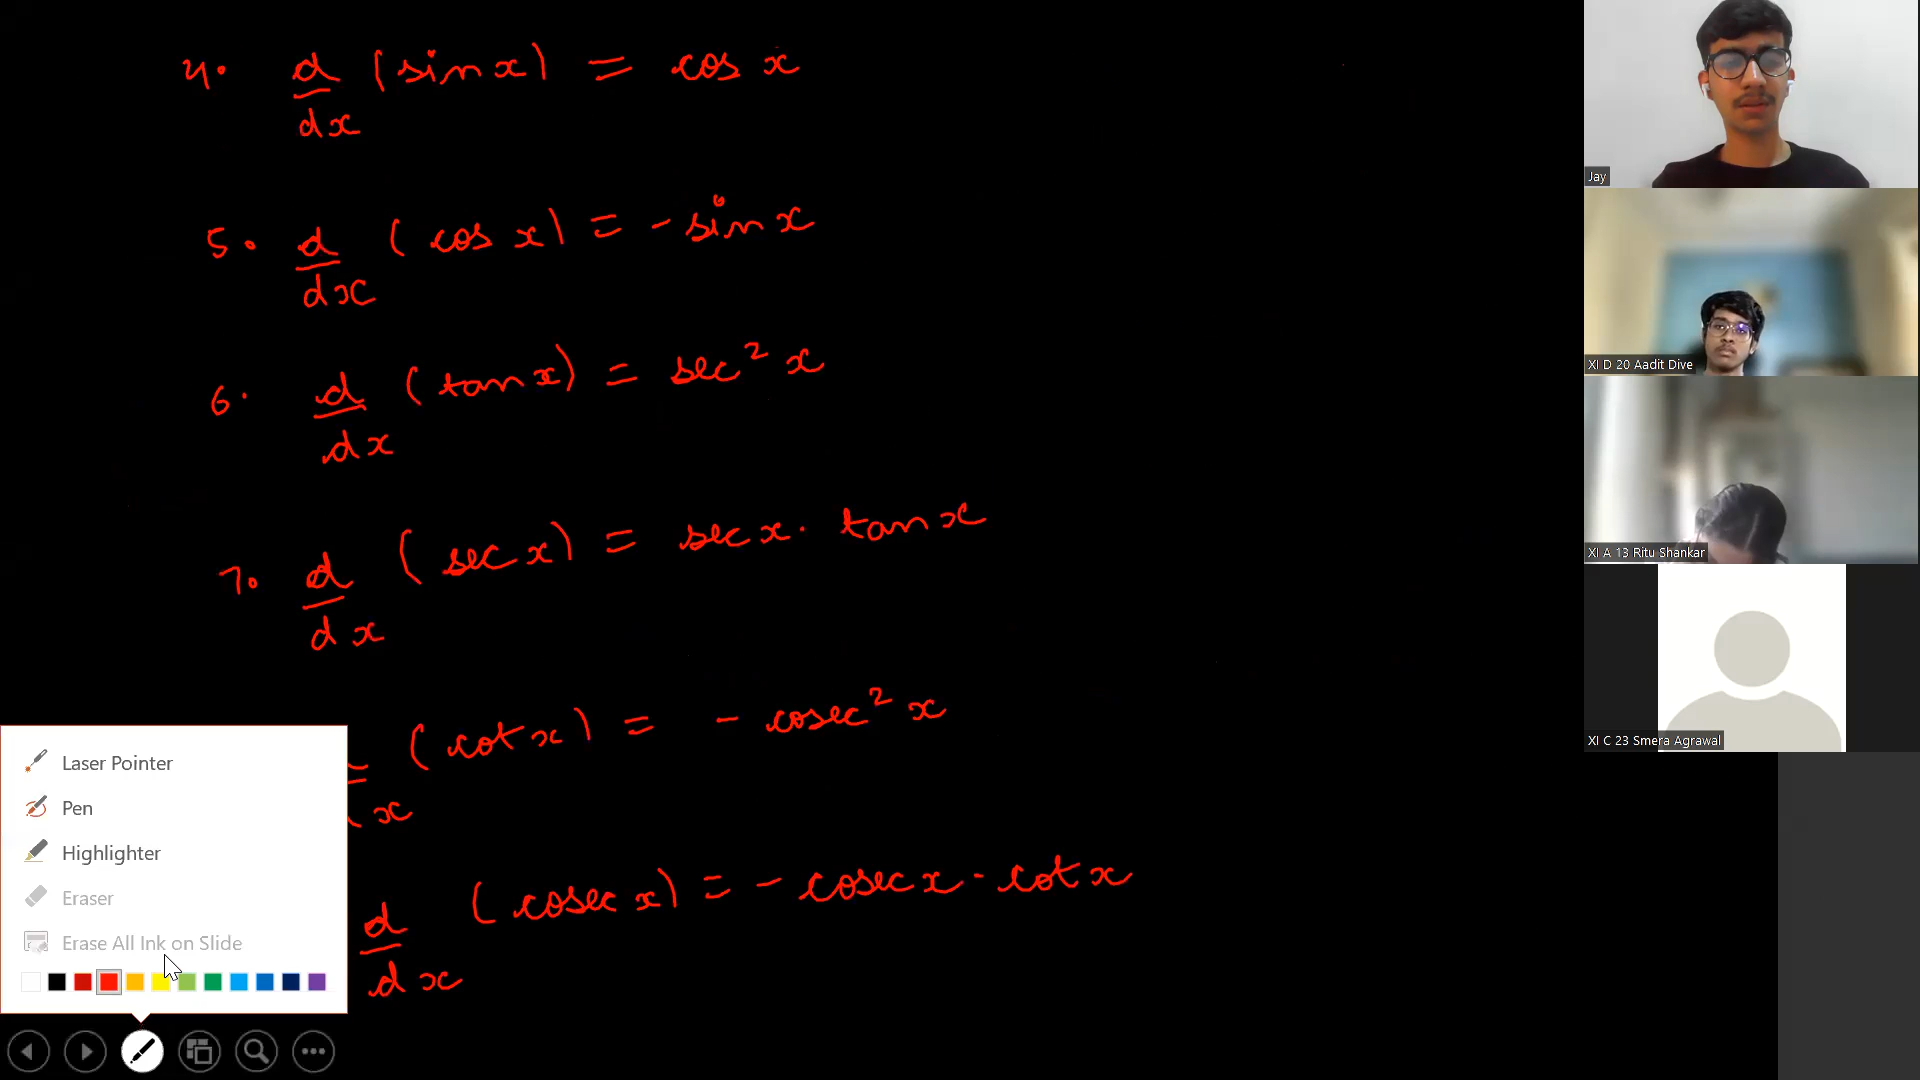 4. d/dx (sin x) = cos x
5. d/dx (cos x) = - sin x
6. d/dx (tan x) = sec² x
7. d/dx (sec x) = sec x . tan x
(cot x) = - cosec² x
x
d/dx (cosec x) = - cosec x . cot x
Laser Pointer
Pen
Highlighter
Eraser
Erase All Ink on Slide
Jay
XI D 20 Aadit Dive
XI A 13 Ritu Shankar
XI C 23 Smera Agrawal